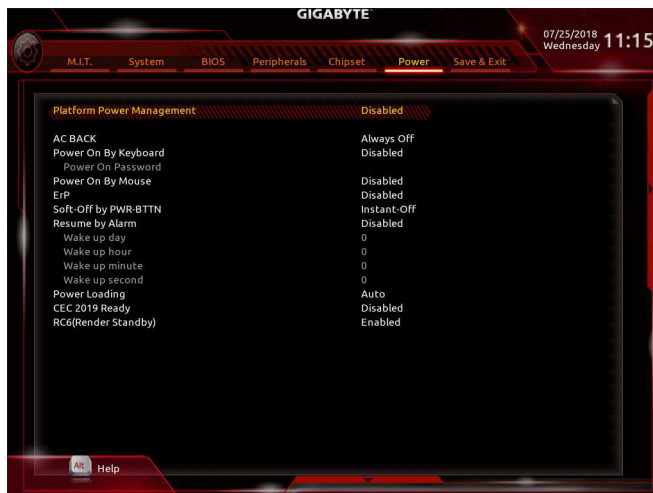 GIGABYTE™
07/25/2018
Wednesday
11:15
M.I.T. System BIOS Peripherals Chipset Power Save & Exit
Platform Power Management Disabled
AC BACK Always Off
Power On By Keyboard Disabled
Power On Password
Power On By Mouse Disabled
ErP Disabled
Soft-Off by PWR-BTTN Instant-Off
Resume by Alarm Disabled
Wake up day 0
Wake up hour 0
Wake up minute 0
Wake up second 0
Power Loading Auto
CEC 2019 Ready Disabled
RC6(Render Standby) Enabled
Alt Help